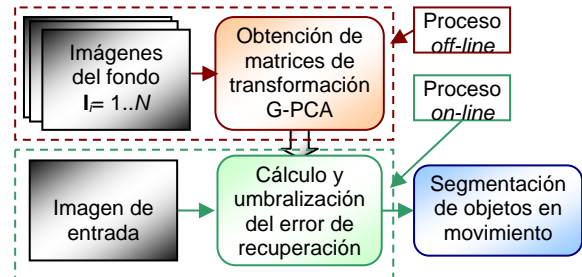 Imágenes
del fondo
Iᵢ= 1..N
Obtención de
matrices de
transformación
G-PCA
Proceso
off-line
Proceso
on-line
Imagen de
entrada
Cálculo y
umbralización
del error de
recuperación
Segmentación
de objetos en
movimiento